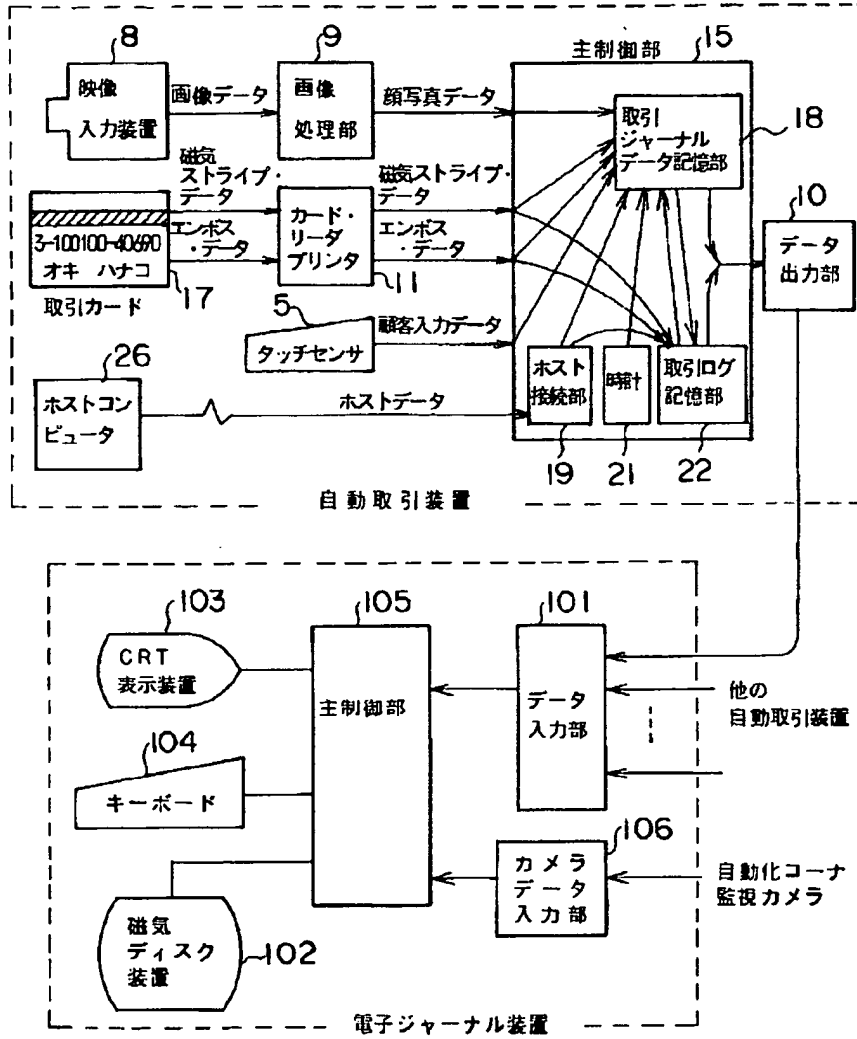 8
9
15
主制御部
映像
入力装置
画像データ
画像
処理部
顔写真データ
取引
ジャーナル
データ記憶部
18
磁気
ストライプ・
データ
磁気ストライプ・
データ
10
データ
出力部
エンボス
・データ
カード・
リーダ
プリンタ
エンボス
・データ
3-100100-40690
オキ ハナコ
17
取引カード
11
5
顧客入力データ
タッチセンサ
26
ホストコン
ピュータ
ホストデータ
ホスト
接続部
時計
取引ログ
記憶部
19
21
22
自動取引装置
103
CRT
表示装置
105
主制御部
101
データ
入力部
他の
自動取引装置
104
キーボード
106
カメラ
データ
入力部
自動化コーナ
監視カメラ
磁気
ディスク
装置
102
電子ジャーナル装置